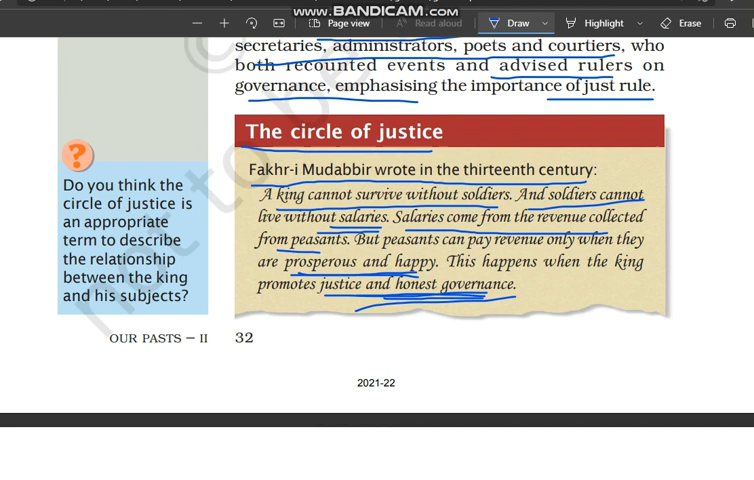 www.BANDICAM.com
Page view
Read aloud
Draw
Highlight
Erase
secretaries, administrators, poets and courtiers, who
both recounted events and advised rulers on
governance, emphasising the importance of just rule.
The circle of justice
Fakhr-i Mudabbir wrote in the thirteenth century:
A king cannot survive without soldiers. And soldiers cannot
live without salaries. Salaries come from the revenue collected
from peasants. But peasants can pay revenue only when they
are prosperous and happy. This happens when the king
promotes justice and honest governance.
?
Do you think the
circle of justice is
an appropriate
term to describe
the relationship
between the king
and his subjects?
not to be
©
OUR PASTS – II 32
2021-22